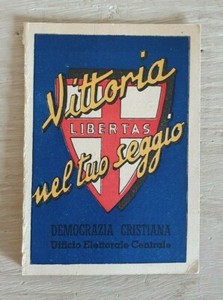 Vittoria
LIBERTAS
nel tuo seggio
DEMOCRAZIA CRISTIANA
Ufficio Elettorale Centrale